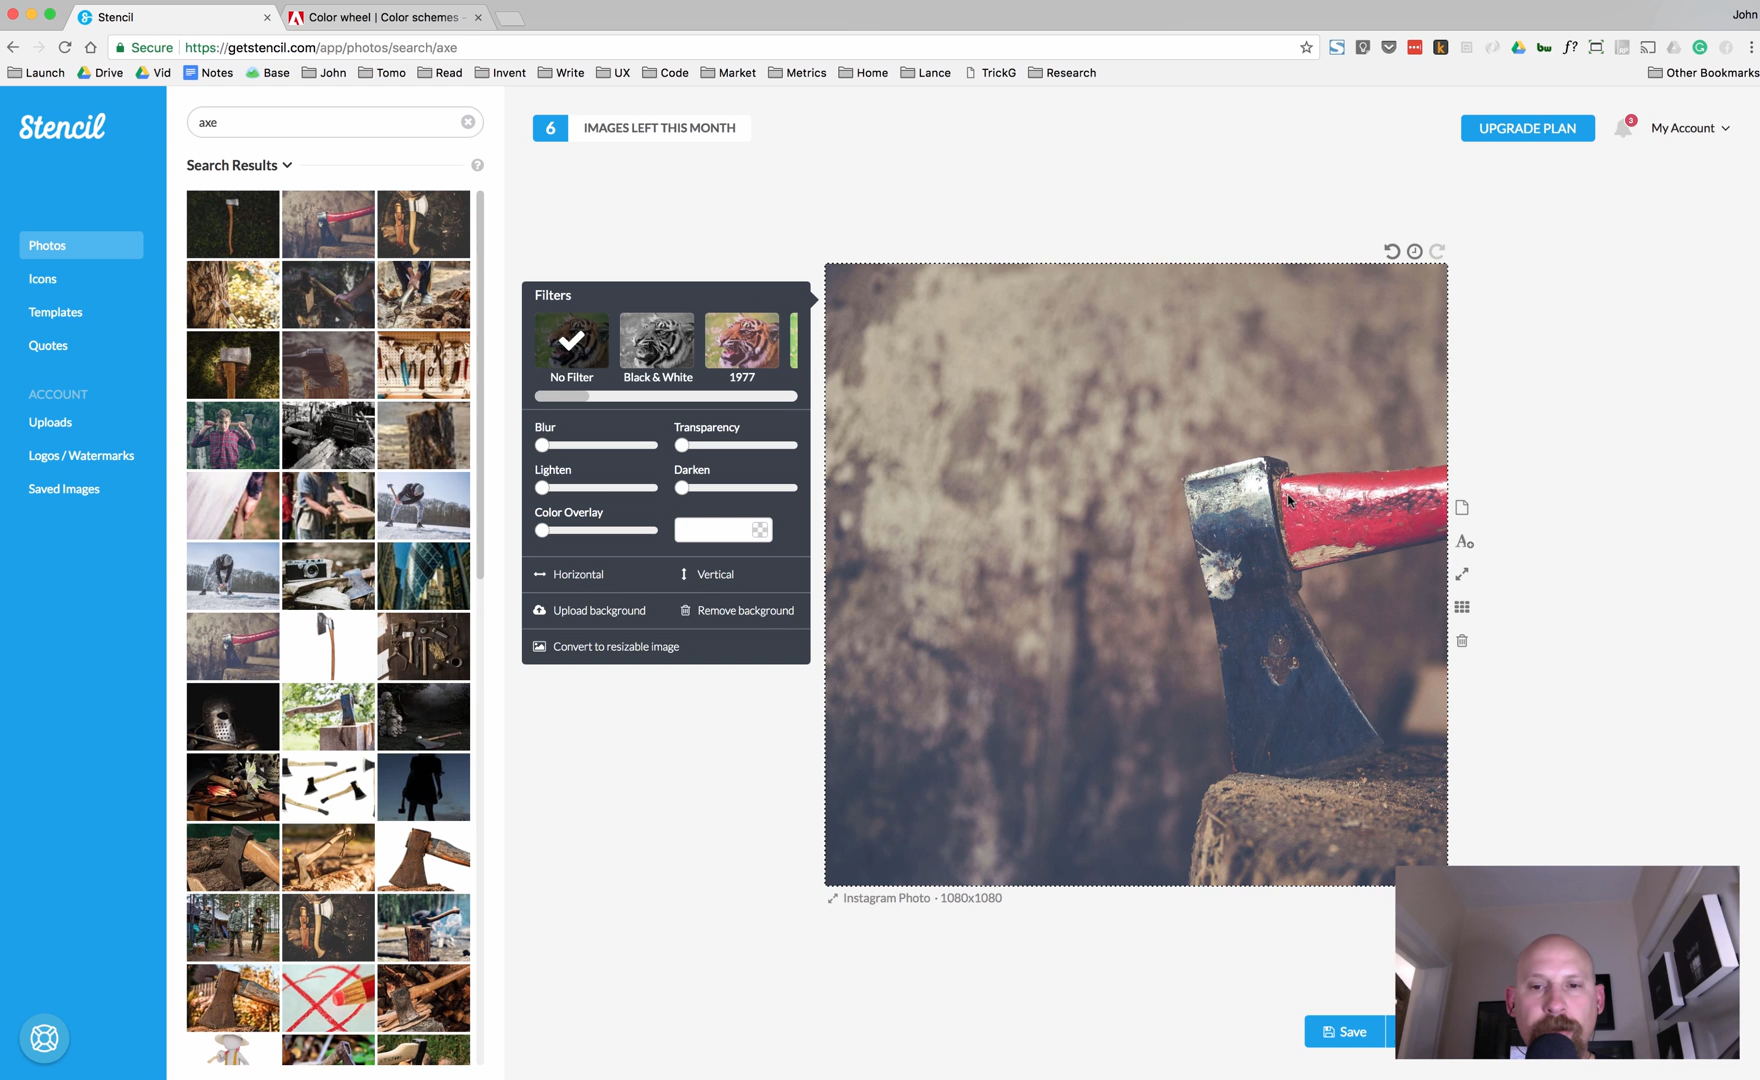 Stencil
Color wheel | Color schemes -
John
Secure
https://getstencil.com/app/photos/search/axe
Launch Drive Vid Notes Base John Tomo Read Invent Write UX Code Market Metrics Home Lance TrickG Research Other Bookmarks
Stencil
axe
6 IMAGES LEFT THIS MONTH
UPGRADE PLAN
3
My Account
Search Results
?
Photos
Icons
Templates
Quotes
ACCOUNT
Uploads
Logos / Watermarks
Saved Images
Filters
No Filter Black & White 1977
Blur Transparency
Lighten Darken
Color Overlay
Horizontal Vertical
Upload background Remove background
Convert to resizable image
Instagram Photo · 1080x1080
Save